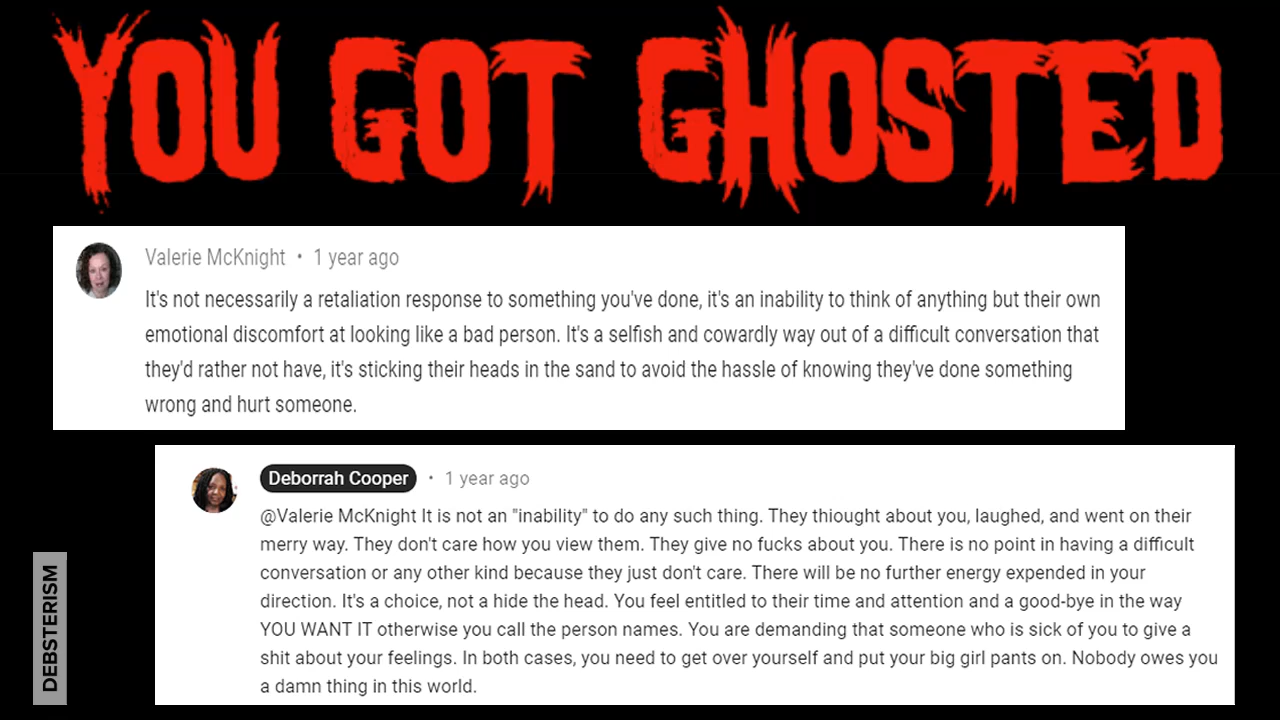 YOU GOT GHOSTED
Valerie McKnight • 1 year ago
It's not necessarily a retaliation response to something you've done, it's an inability to think of anything but their own
emotional discomfort at looking like a bad person. It's a selfish and cowardly way out of a difficult conversation that
they'd rather not have, it's sticking their heads in the sand to avoid the hassle of knowing they've done something
wrong and hurt someone.
Deborrah Cooper • 1 year ago
@Valerie McKnight It is not an "inability" to do any such thing. They thiought about you, laughed, and went on their
merry way. They don't care how you view them. They give no fucks about you. There is no point in having a difficult
conversation or any other kind because they just don't care. There will be no further energy expended in your
direction. It's a choice, not a hide the head. You feel entitled to their time and attention and a good-bye in the way
YOU WANT IT otherwise you call the person names. You are demanding that someone who is sick of you to give a
shit about your feelings. In both cases, you need to get over yourself and put your big girl pants on. Nobody owes you
a damn thing in this world.
DEBSTERISM